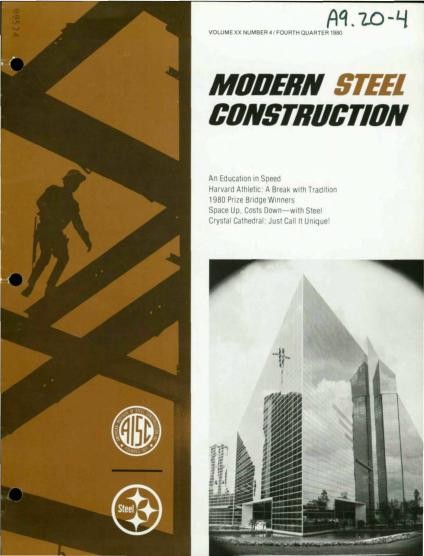 A9.20-4
VOLUME XX NUMBER 4 / FOURTH QUARTER 1980
MODERN STEEL
CONSTRUCTION
An Education in Speed
Harvard Athletic: A Break with Tradition
1980 Prize Bridge Winners
Space Up, Costs Down—with Steel
Crystal Cathedral: Just Call It Unique!
AISC
Steel